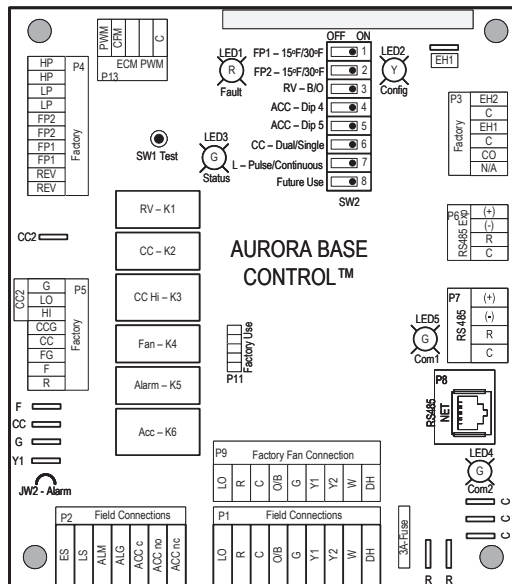 OFF ON
PWM
CFM
C
ECM PWM
P13
LED1
R
Fault
FP1 – 15ºF/30ºF 1
FP2 – 15ºF/30ºF 2
RV – B/O 3
ACC – Dip 4 4
ACC – Dip 5 5
CC – Dual/Single 6
L – Pulse/Continuous 7
Future Use 8
SW2
LED2
Y
Config
EH1
HP
HP
LP
LP
FP2
FP2
FP1
FP1
REV
REV
P4
Factory
SW1 Test
LED3
G
Status
P3
Factory
EH2
C
EH1
C
CO
N/A
CC2
RV – K1
CC – K2
CC Hi – K3
Fan – K4
Alarm – K5
Acc – K6
AURORA BASE
CONTROL™
P6
RS485 Exp
(+)
(-)
R
C
P7
RS 485
(+)
(-)
R
C
LED5
G
Com1
CC2
G
LO
HI
CCG
CC
FG
F
R
P5
Factory
Factory Use
P11
P8
RS485
NET
F
CC
G
Y1
JW2 - Alarm
LED4
G
Com2
P9 Factory Fan Connection
LO
R
C
O/B
G
Y1
Y2
W
DH
P2 Field Connections
ES
LS
ALM
ALG
ACC c
ACC no
ACC nc
P1 Field Connections
LO
R
C
O/B
G
Y1
Y2
W
DH
3A-Fuse
C
C
C
R
R